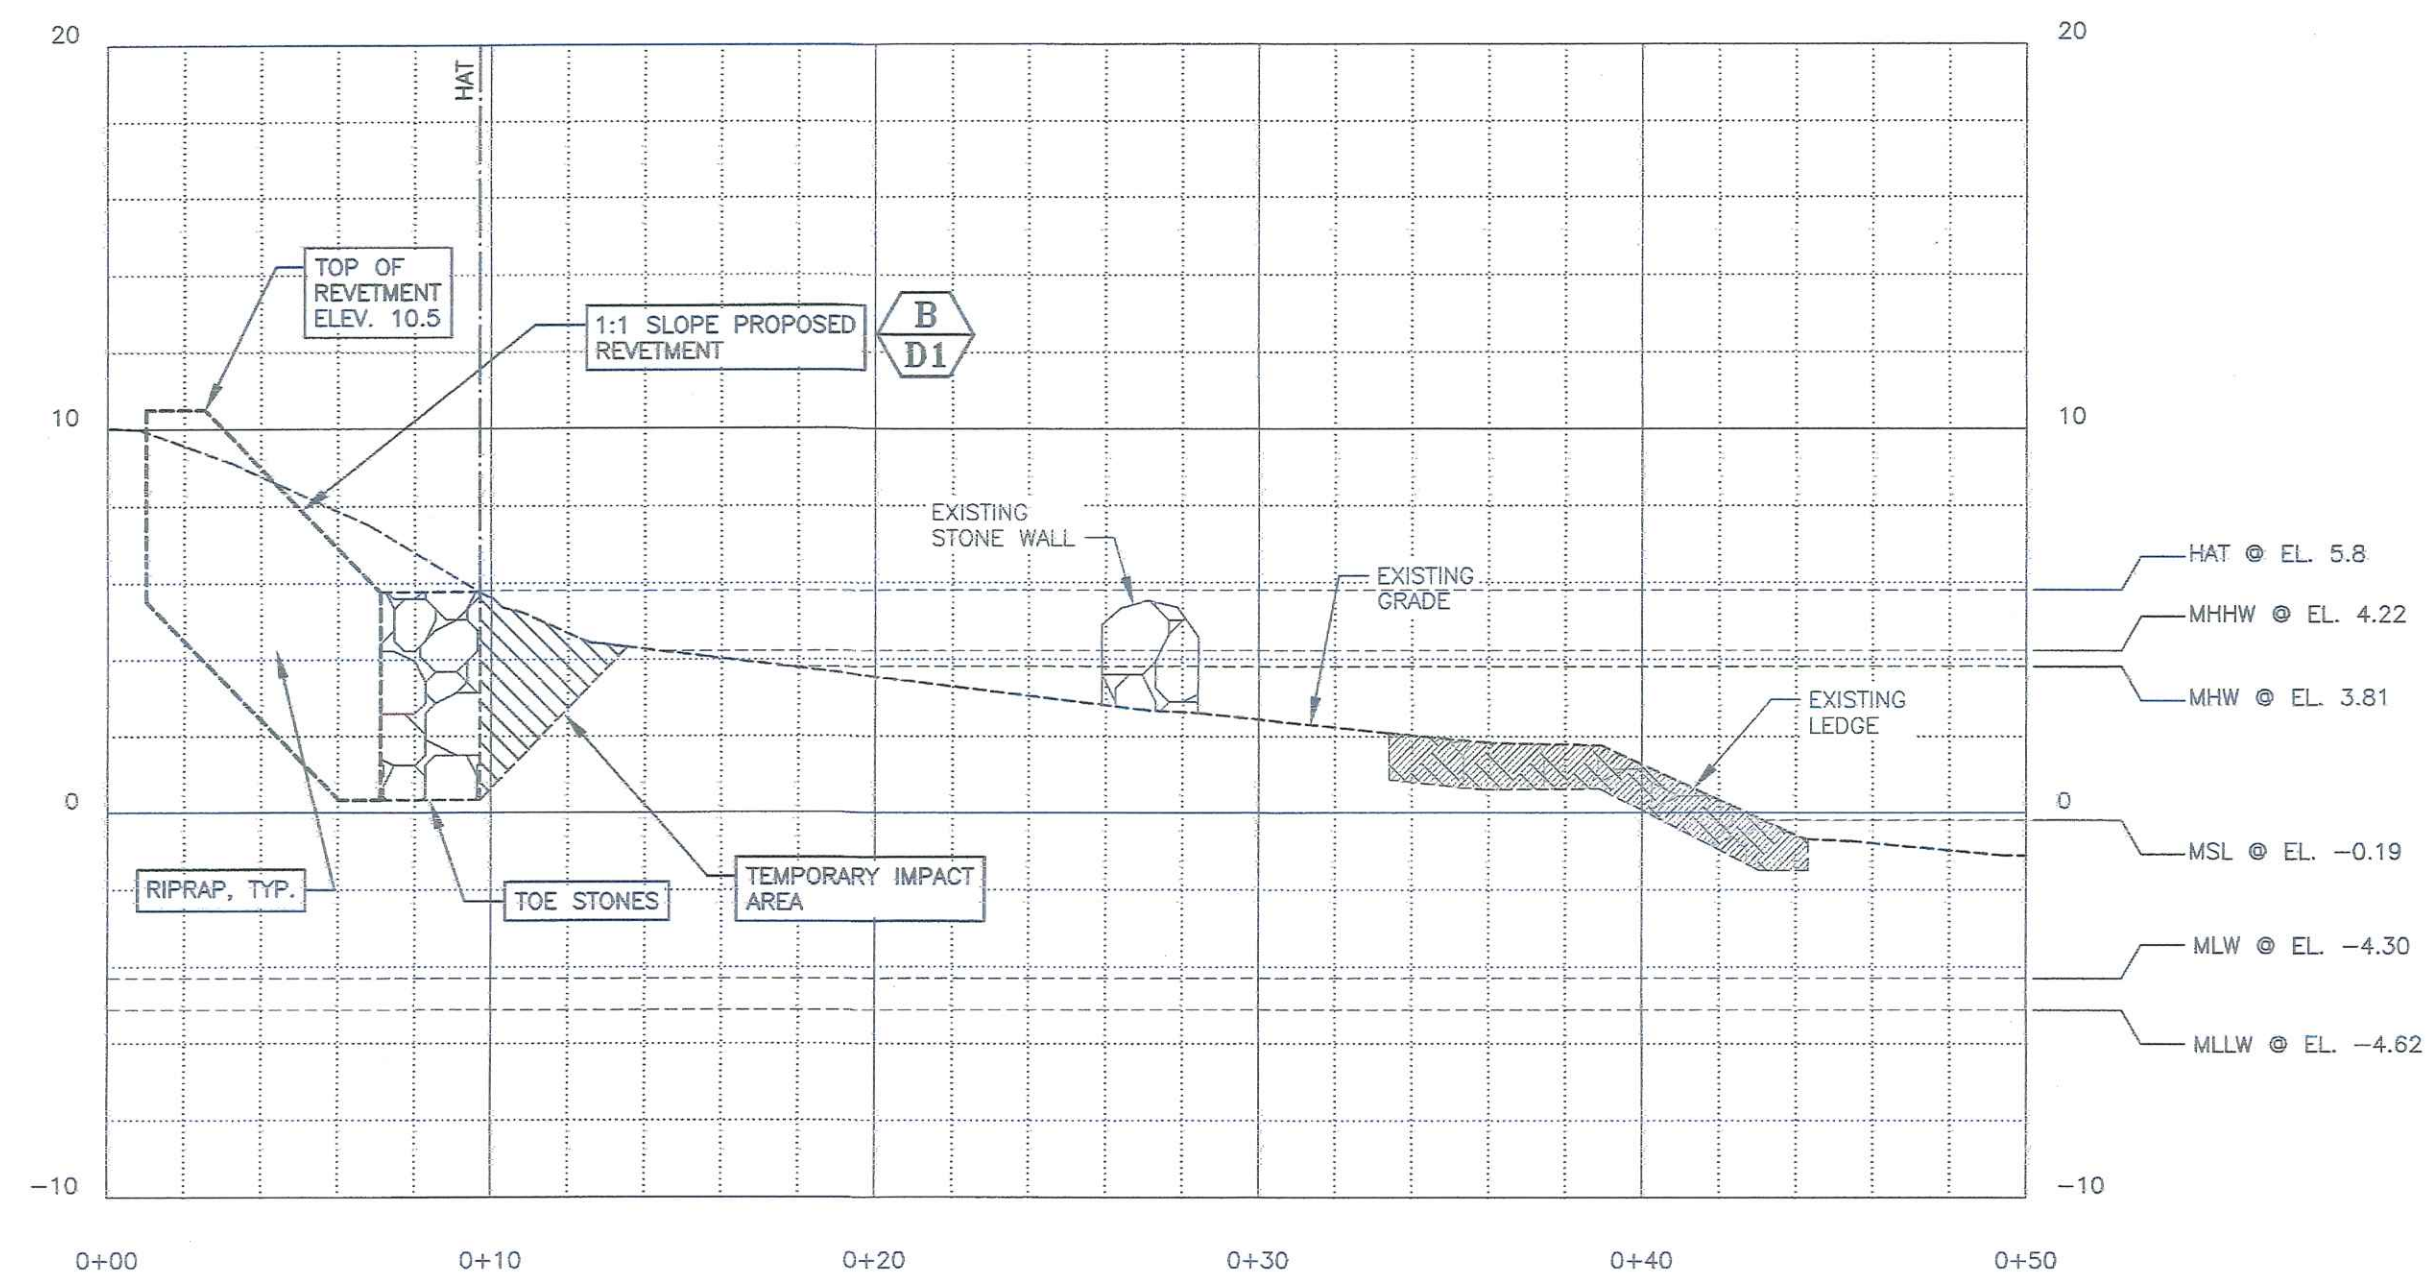 20
20
HAT
TOP OF
REVETMENT
ELEV. 10.5
1:1 SLOPE PROPOSED
REVETMENT
B
D1
10
10
EXISTING
STONE WALL
EXISTING
GRADE
HAT @ EL. 5.8
MHHW @ EL. 4.22
MHW @ EL. 3.81
EXISTING
LEDGE
0
0
MSL @ EL. −0.19
RIPRAP, TYP.
TOE STONES
TEMPORARY IMPACT
AREA
MLW @ EL. −4.30
MLLW @ EL. −4.62
−10
−10
0+00
0+10
0+20
0+30
0+40
0+50